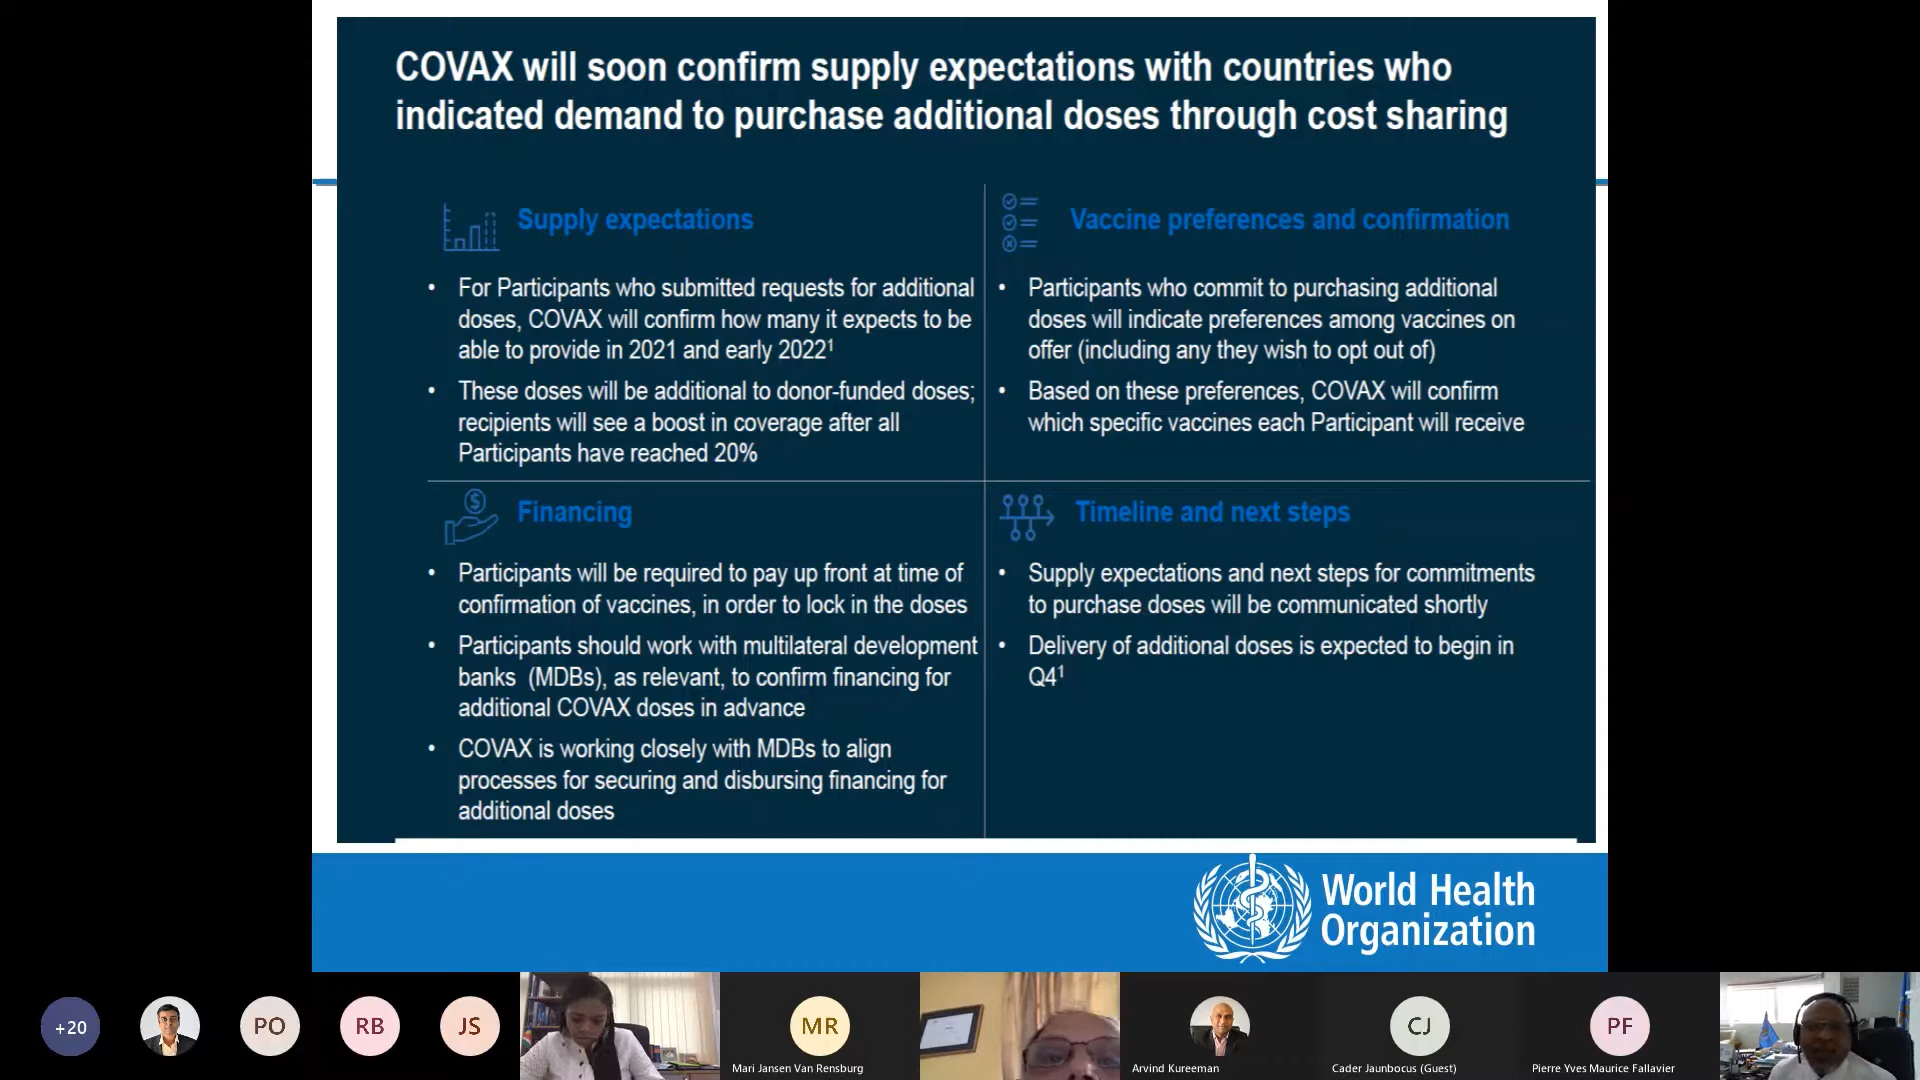 COVAX will soon confirm supply expectations with countries who
indicated demand to purchase additional doses through cost sharing
Supply expectations
• For Participants who submitted requests for additional
doses, COVAX will confirm how many it expects to be
able to provide in 2021 and early 2022¹
• These doses will be additional to donor-funded doses;
recipients will see a boost in coverage after all
Participants have reached 20%
Vaccine preferences and confirmation
• Participants who commit to purchasing additional
doses will indicate preferences among vaccines on
offer (including any they wish to opt out of)
• Based on these preferences, COVAX will confirm
which specific vaccines each Participant will receive
Financing
• Participants will be required to pay up front at time of
confirmation of vaccines, in order to lock in the doses
• Participants should work with multilateral development
banks (MDBs), as relevant, to confirm financing for
additional COVAX doses in advance
• COVAX is working closely with MDBs to align
processes for securing and disbursing financing for
additional doses
Timeline and next steps
• Supply expectations and next steps for commitments
to purchase doses will be communicated shortly
• Delivery of additional doses is expected to begin in
Q4¹
World Health
Organization
+20
PO
RB
JS
MR
Mari Jansen Van Rensburg
Arvind Kureeman
CJ
Cader Jaunbocus (Guest)
PF
Pierre Yves Maurice Fallavier